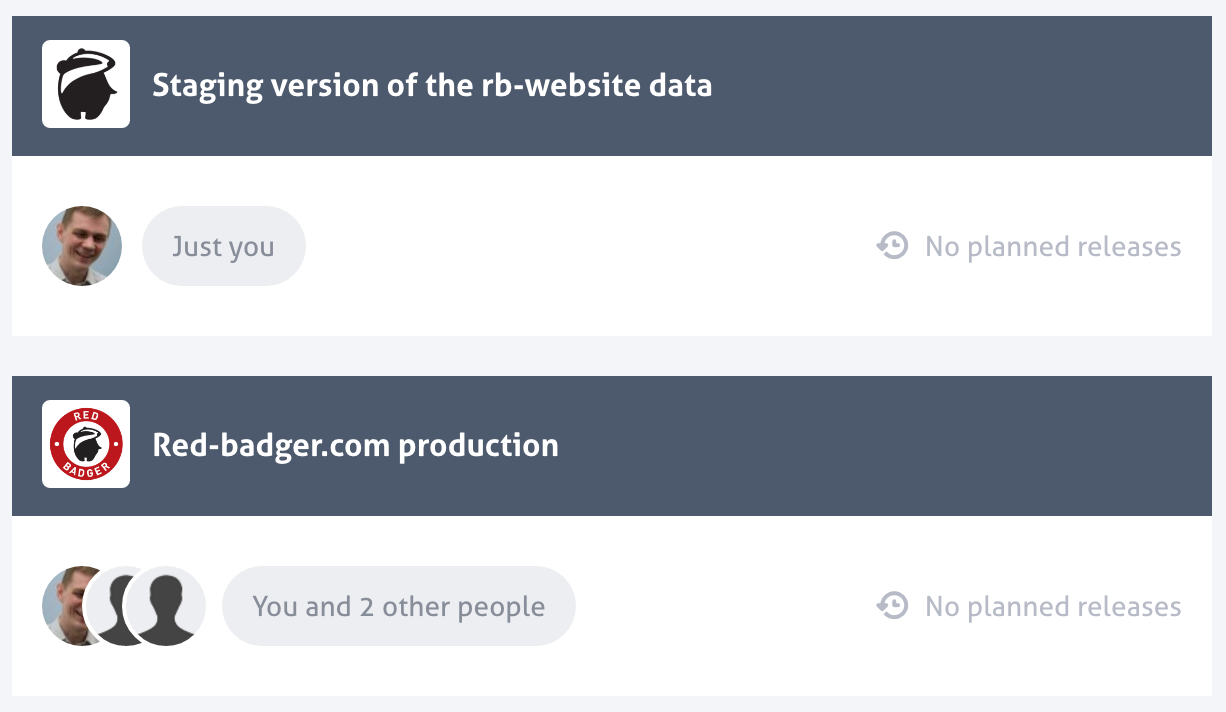 Staging version of the rb-website data
Just you
No planned releases
RED
BADGER
Red-badger.com production
You and 2 other people
No planned releases